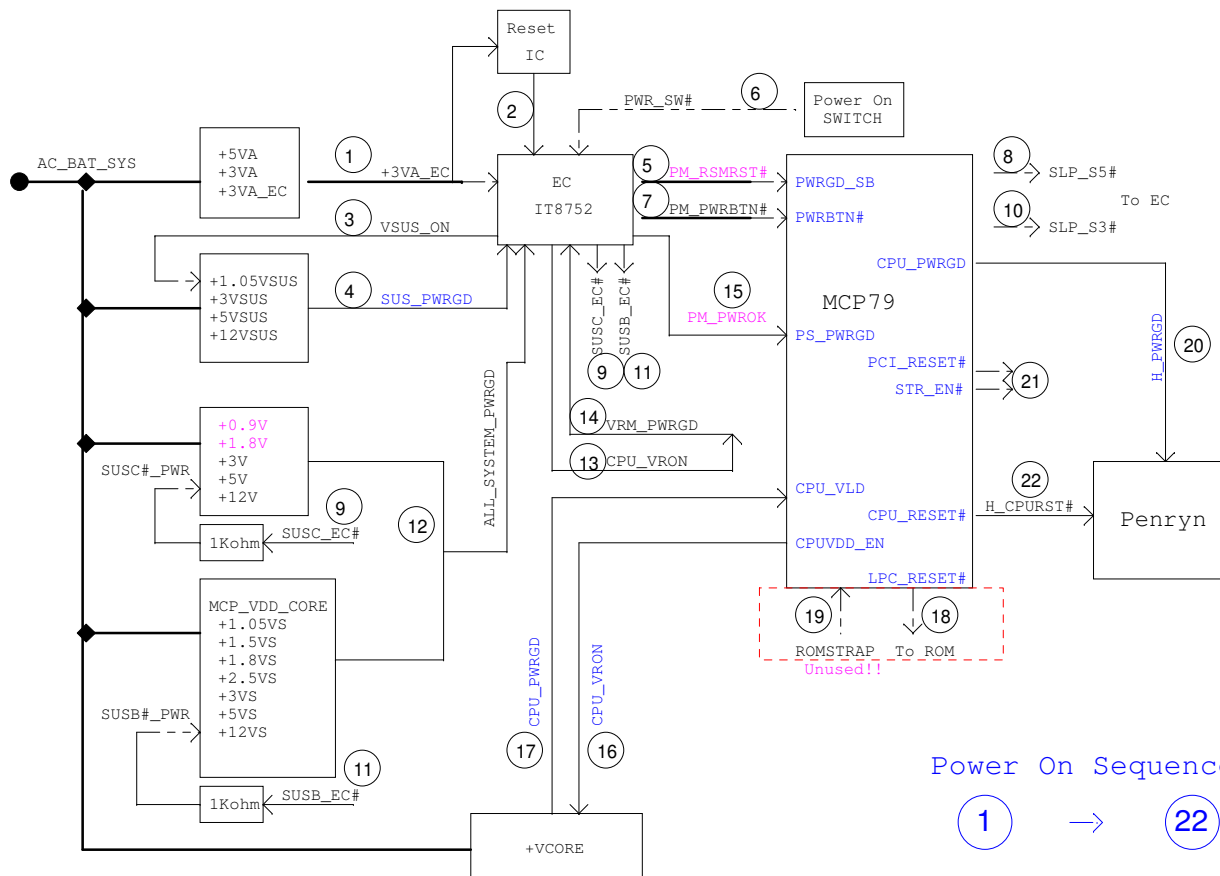 Reset
IC
2
PWR_SW#
6
Power On
SWITCH
AC_BAT_SYS
+5VA
+3VA
+3VA_EC
1
+3VA_EC
EC
IT8752
5
PM_RSMRST#
7
PM_PWRBTN#
PWRGD_SB
PWRBTN#
8
SLP_S5#
To EC
10
SLP_S3#
3
VSUS_ON
+1.05VSUS
+3VSUS
+5VSUS
+12VSUS
4
SUS_PWRGD
SUSC_EC#
SUSB_EC#
9
11
15
PM_PWROK
CPU_PWRGD
MCP79
PS_PWRGD
PCI_RESET#
STR_EN#
21
H_PWRGD
20
+0.9V
+1.8V
+3V
+5V
+12V
SUSC#_PWR
9
1Kohm
SUSC_EC#
12
ALL_SYSTEM_PWRGD
14
VRM_PWRGD
13
CPU_VRON
CPU_VLD
CPU_RESET#
CPUVDD_EN
LPC_RESET#
22
H_CPURST#
Penryn
MCP_VDD_CORE
+1.05VS
+1.5VS
+1.8VS
+2.5VS
+3VS
+5VS
+12VS
SUSB#_PWR
11
1Kohm
SUSB_EC#
19
18
ROMSTRAP
To ROM
Unused!!
CPU_PWRGD
CPU_VRON
17
16
+VCORE
Power On Sequence
1
22